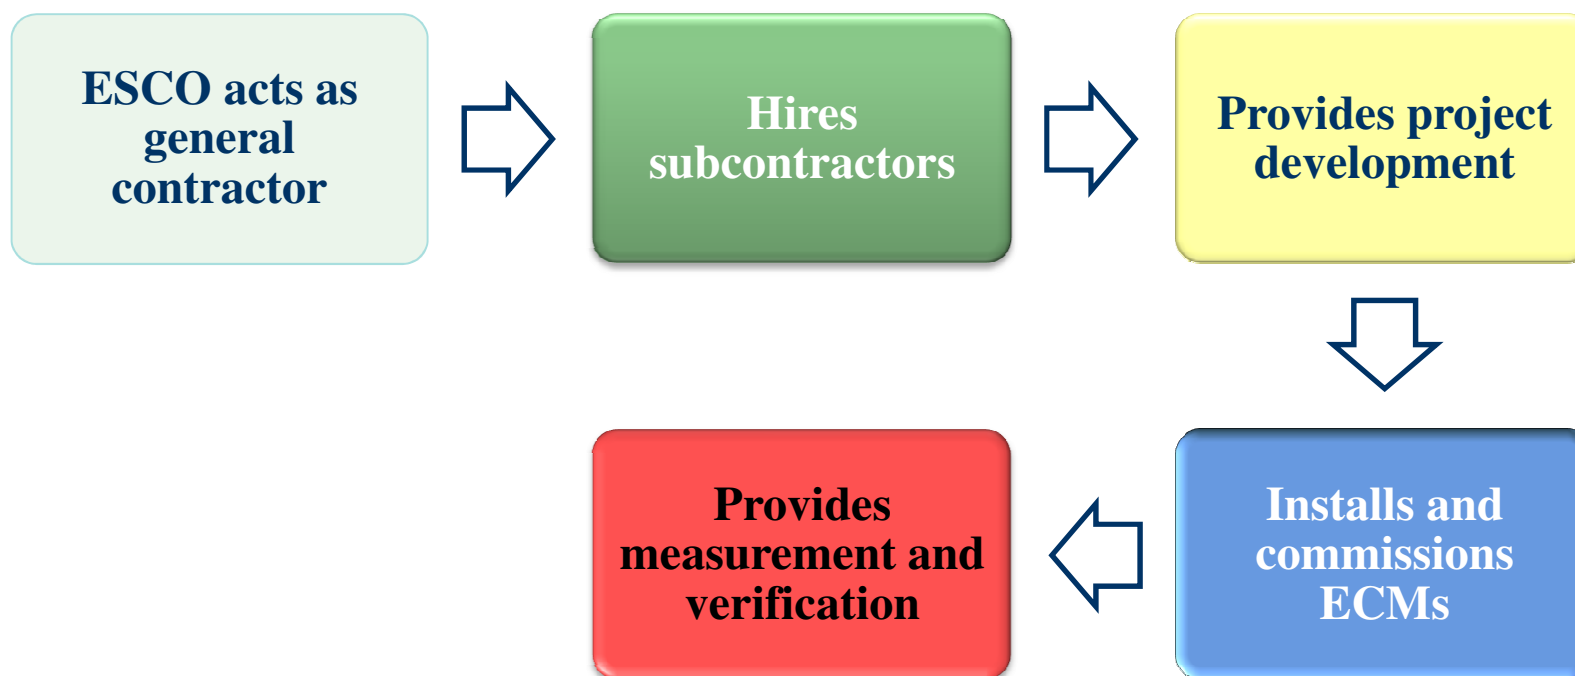 ESCO acts as
general
contractor
Hires
subcontractors
Provides project
development
Installs and
commissions
ECMs
Provides
measurement and
verification